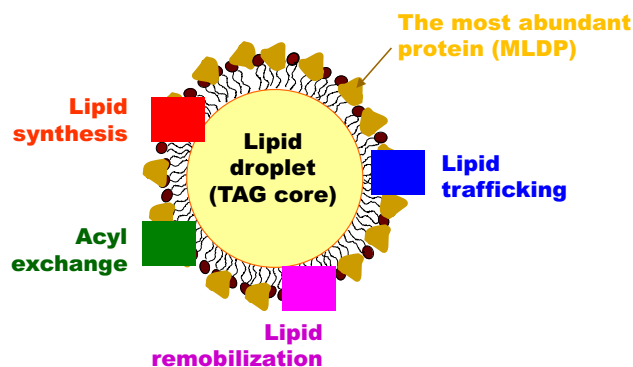 The most abundant
protein (MLDP)
Lipid
synthesis
Lipid
droplet
(TAG core)
Lipid
trafficking
Acyl
exchange
Lipid
remobilization